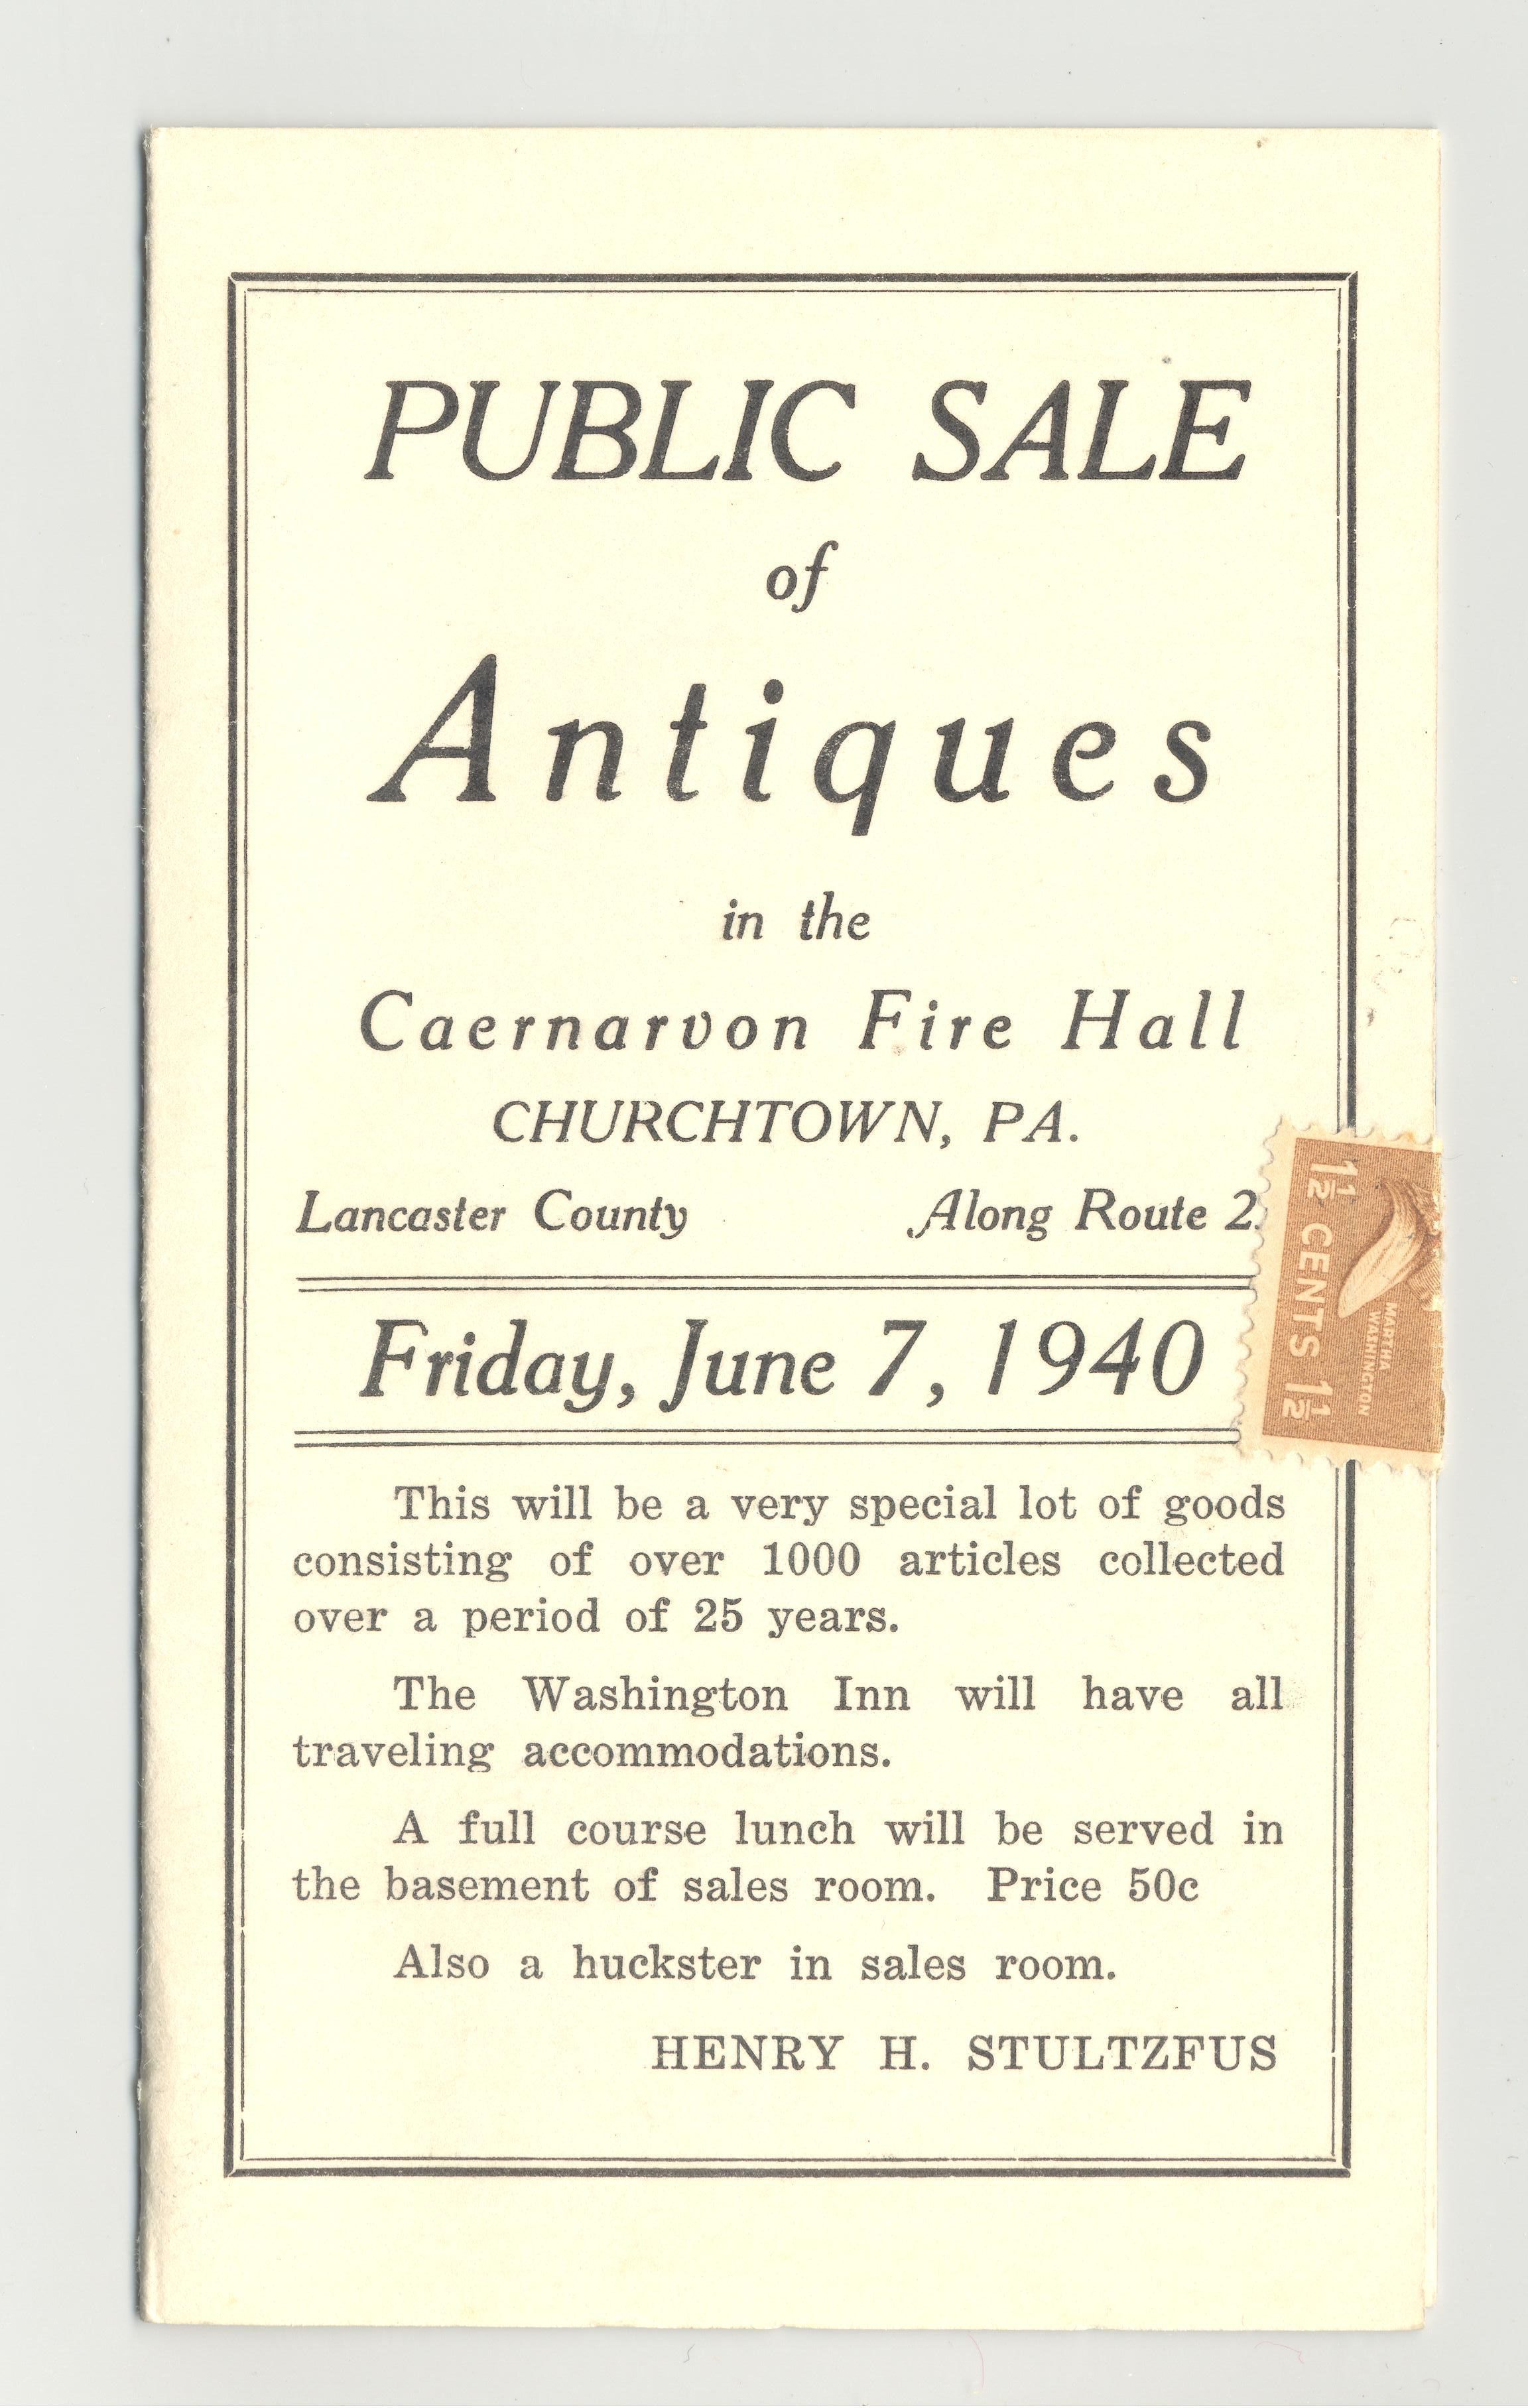 PUBLIC SALE
of
Antiques
in the
Caernarvon Fire Hall
CHURCHTOWN, PA.
Lancaster County Along Route 2
Friday, June 7, 1940
This will be a very special lot of goods
consisting of over 1000 articles collected
over a period of 25 years.
The Washington Inn will have all
traveling accommodations.
A full course lunch will be served in
the basement of sales room. Price 50c
Also a huckster in sales room.
HENRY H. STULTZFUS
1½ CENTS 1½
MARTHA
WASHINGTON